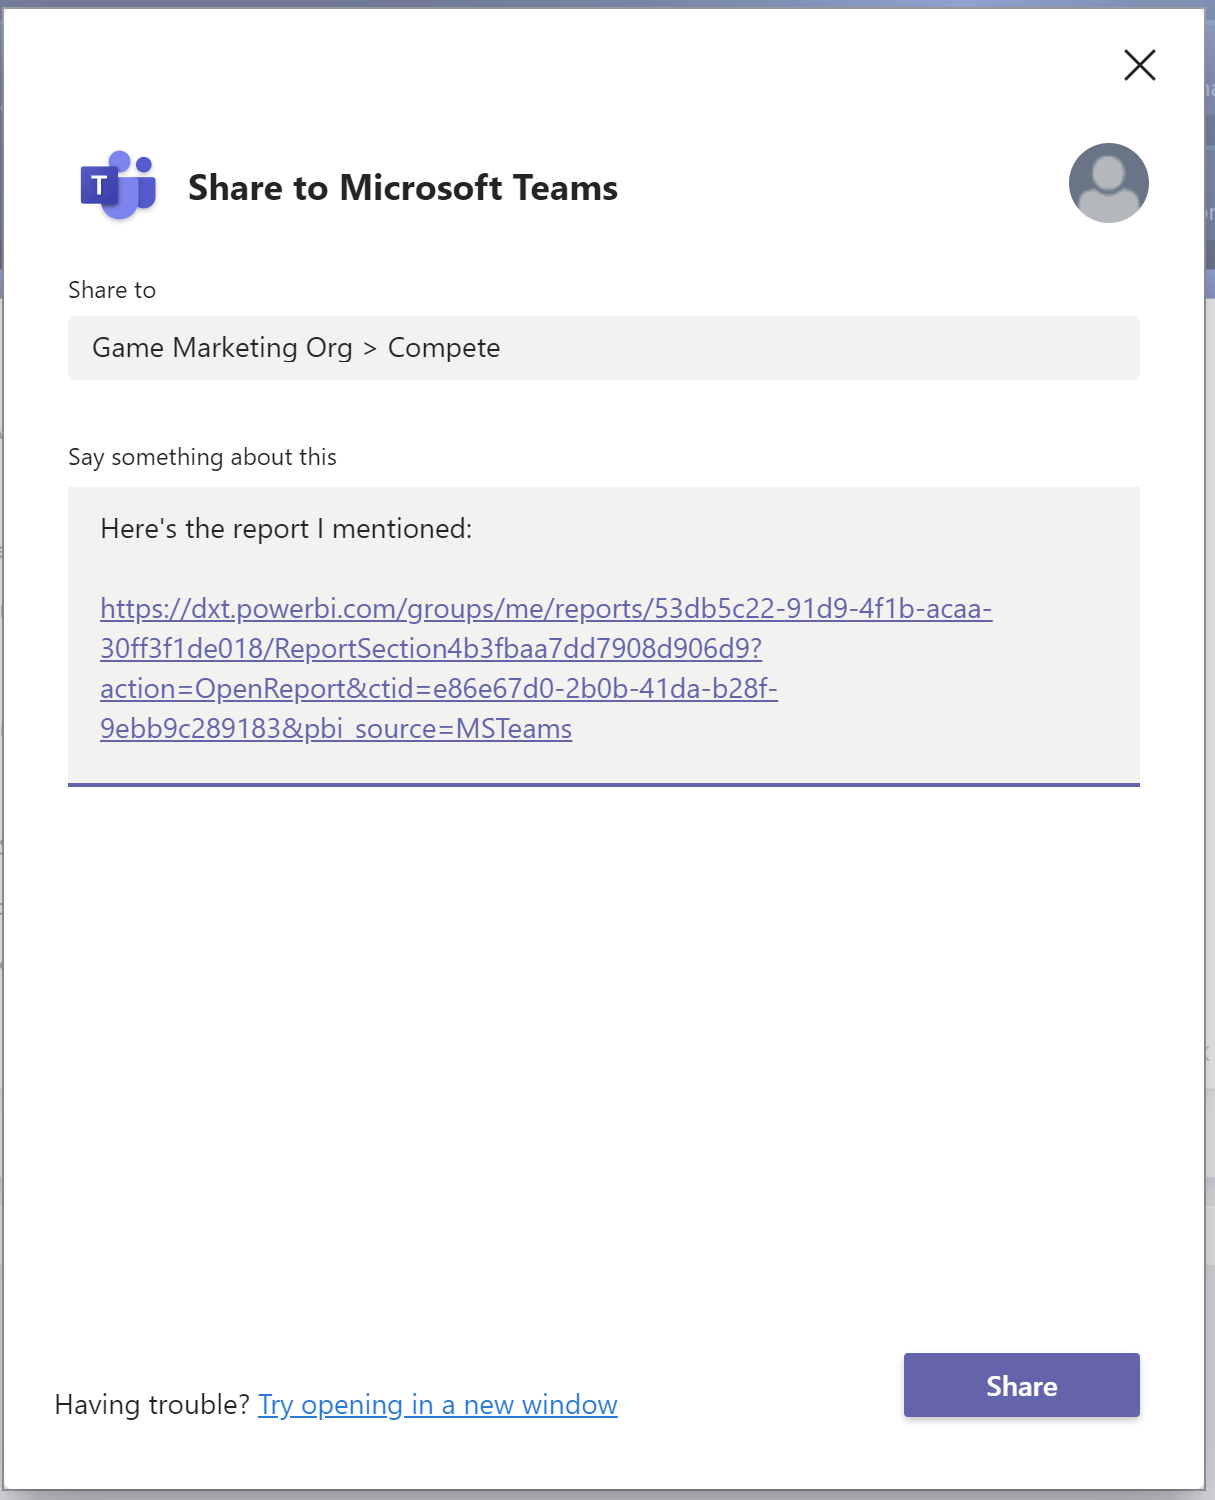 T
Share to Microsoft Teams
Share to
Game Marketing Org > Compete
Say something about this
Here's the report I mentioned:
https://dxt.powerbi.com/groups/me/reports/53db5c22-91d9-4f1b-acaa-
30ff3f1de018/ReportSection4b3fbaa7dd7908d906d9?
action=OpenReport&ctid=e86e67d0-2b0b-41da-b28f-
9ebb9c289183&pbi_source=MSTeams
Share
Having trouble? Try opening in a new window